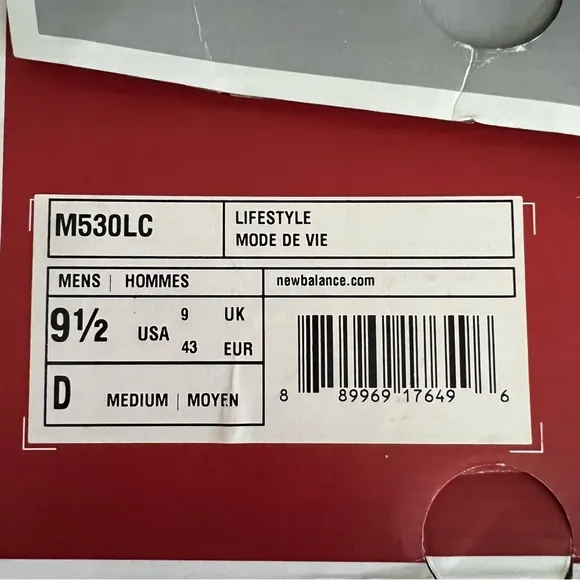 M530LC
LIFESTYLE
MODE DE VIE
MENS | HOMMES
newbalance.com
9½ USA 9 UK
43 EUR
D MEDIUM | MOYEN
8 89969 17649 6